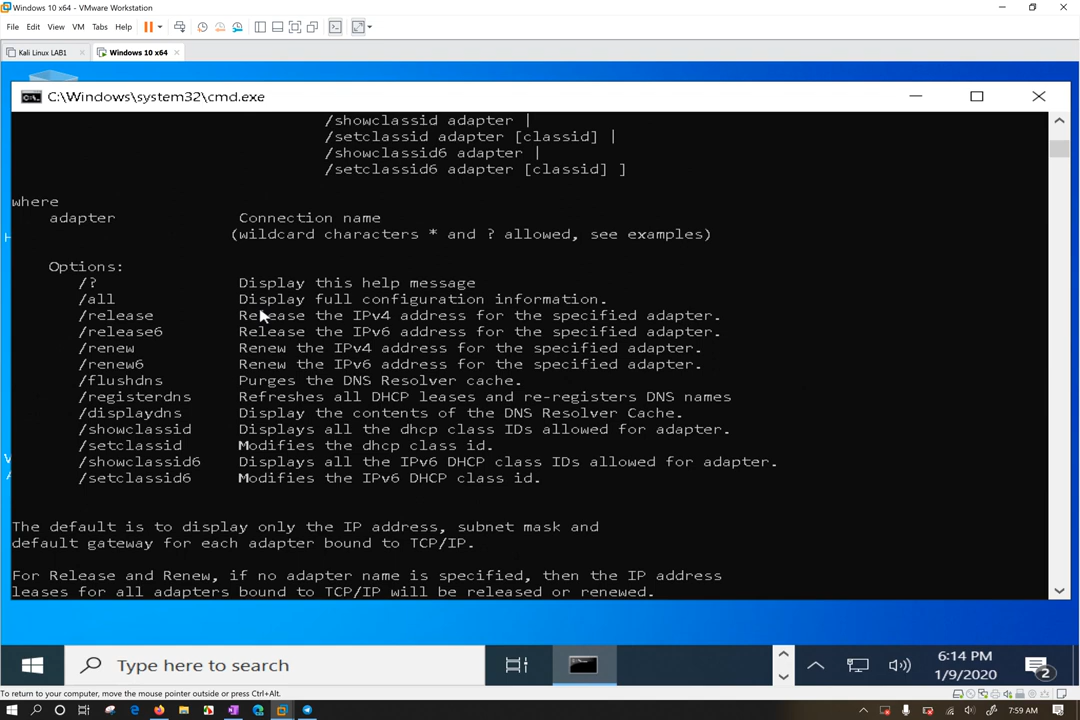 Windows 10 x64 - VMware Workstation
File Edit View VM Tabs Help
Kali Linux LAB1 Windows 10 x64
C:\Windows\system32\cmd.exe
/showclassid adapter |
/setclassid adapter [classid] |
/showclassid6 adapter |
/setclassid6 adapter [classid] ]
where
adapter Connection name
(wildcard characters * and ? allowed, see examples)
Options:
/? Display this help message
/all Display full configuration information.
/release Release the IPv4 address for the specified adapter.
/release6 Release the IPv6 address for the specified adapter.
/renew Renew the IPv4 address for the specified adapter.
/renew6 Renew the IPv6 address for the specified adapter.
/flushdns Purges the DNS Resolver cache.
/registerdns Refreshes all DHCP leases and re-registers DNS names
/displaydns Display the contents of the DNS Resolver Cache.
/showclassid Displays all the dhcp class IDs allowed for adapter.
/setclassid Modifies the dhcp class id.
/showclassid6 Displays all the IPv6 DHCP class IDs allowed for adapter.
/setclassid6 Modifies the IPv6 DHCP class id.
The default is to display only the IP address, subnet mask and
default gateway for each adapter bound to TCP/IP.
For Release and Renew, if no adapter name is specified, then the IP address
leases for all adapters bound to TCP/IP will be released or renewed.
Type here to search
6:14 PM
1/9/2020
2
To return to your computer, move the mouse pointer outside or press Ctrl+Alt.
7:59 AM